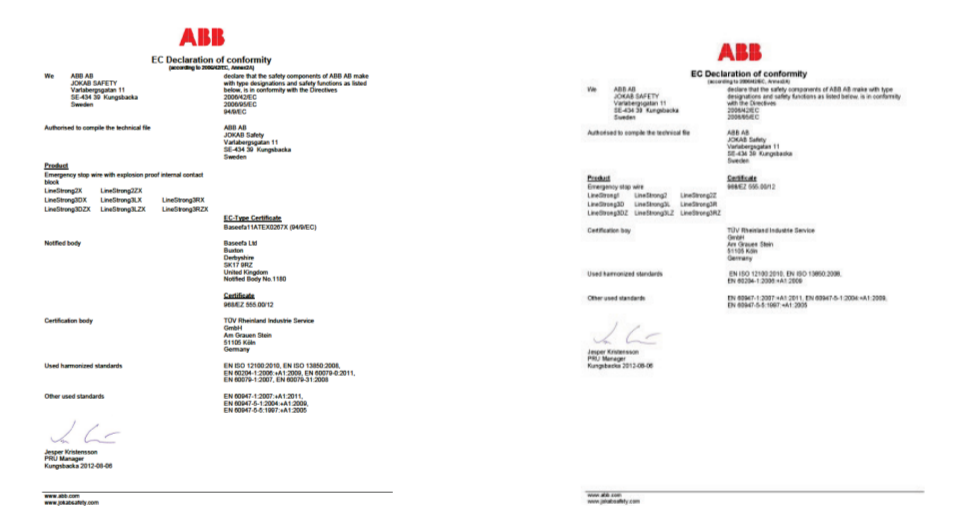 ABB
EC Declaration of conformity
(according to 2006/42/EC, Annex2A)
We ABB AB
JOKAB SAFETY
Varlabergsgatan 11
SE-434 39 Kungsbacka
Sweden
declare that the safety components of ABB AB make
with type designations and safety functions as listed
below, is in conformity with the Directives
2006/42/EC
2006/95/EC
94/9/EC
Authorised to compile the technical file
ABB AB
JOKAB Safety
Varlabergsgatan 11
SE-434 39 Kungsbacka
Sweden
Product
Emergency stop wire with explosion proof internal contact
block
LineStrong2X LineStrong2ZX
LineStrong3DX LineStrong3LX LineStrong3RX
LineStrong3DZX LineStrong3LZX LineStrong3RZX
EC-Type Certificate
Baseefa11ATEX0267X (94/9/EC)
Notified body
Baseefa Ltd
Buxton
Derbyshire
SK17 9RZ
United Kingdom
Notified Body No.1180
Certificate
968/EZ 555.00/12
Certification body
TÜV Rheinland Industrie Service
GmbH
Am Grauen Stein
51105 Köln
Germany
Used harmonized standards
EN ISO 12100:2010, EN ISO 13850:2008,
EN 60204-1:2006:+A1:2009, EN 60079-0:2011,
EN 60079-1:2007, EN 60079-31:2009
Other used standards
EN 60947-1:2007:+A1:2011,
EN 60947-5-1:2004:+A1:2009,
EN 60947-5-5:1997:+A1:2005
Jesper Kristensson
PRU Manager
Kungsbacka 2012-08-06
www.abb.com
www.jokabsafety.com
ABB
EC Declaration of conformity
(according to 2006/42/EC, Annex2A)
We ABB AB
JOKAB SAFETY
Varlabergsgatan 11
SE-434 39 Kungsbacka
Sweden
declare that the safety components of ABB AB make with type
designations and safety functions as listed below, is in conformity
with the Directives
2006/42/EC
2006/95/EC
Authorised to compile the technical file
ABB AB
JOKAB Safety
Varlabergsgatan 11
SE-434 39 Kungsbacka
Sweden
Product
Emergency stop wire
LineStrong1 LineStrong2 LineStrong2Z
LineStrong3D LineStrong3L LineStrong3R
LineStrong3DZ LineStrong3LZ LineStrong3RZ
Certificate
968/EZ 555.00/12
Certification boy
TÜV Rheinland Industrie Service
GmbH
Am Grauen Stein
51105 Köln
Germany
Used harmonized standards
EN ISO 12100:2010, EN ISO 13850:2008,
EN 60204-1:2006:+A1:2009
Other used standards
EN 60947-1:2007:+A1:2011, EN 60947-5-1:2004:+A1:2009,
EN 60947-5-5:1997:+A1:2005
Jesper Kristensson
PRU Manager
Kungsbacka 2012-08-06
www.abb.com
www.jokabsafety.com